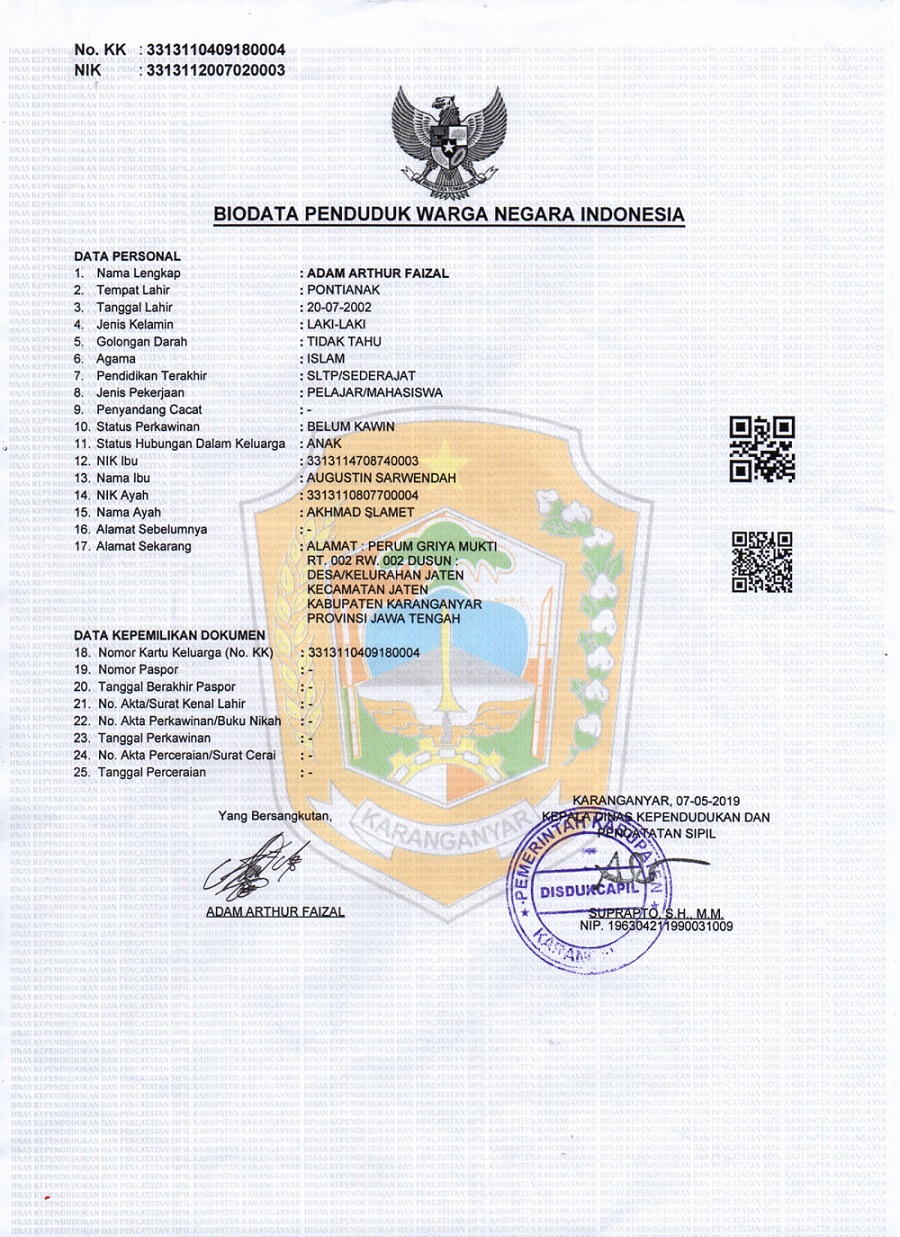 No. KK : 3313110409180004
NIK : 3313112007020003
BIODATA PENDUDUK WARGA NEGARA INDONESIA
DATA PERSONAL
1. Nama Lengkap : ADAM ARTHUR FAIZAL
2. Tempat Lahir : PONTIANAK
3. Tanggal Lahir : 20-07-2002
4. Jenis Kelamin : LAKI-LAKI
5. Golongan Darah : TIDAK TAHU
6. Agama : ISLAM
7. Pendidikan Terakhir : SLTP/SEDERAJAT
8. Jenis Pekerjaan : PELAJAR/MAHASISWA
9. Penyandang Cacat : -
10. Status Perkawinan : BELUM KAWIN
11. Status Hubungan Dalam Keluarga : ANAK
12. NIK Ibu : 3313114708740003
13. Nama Ibu : AUGUSTIN SARWENDAH
14. NIK Ayah : 3313110807700004
15. Nama Ayah : AKHMAD SLAMET
16. Alamat Sebelumnya : -
17. Alamat Sekarang : ALAMAT : PERUM GRIYA MUKTI
RT. 002 RW. 002 DUSUN :
DESA/KELURAHAN JATEN
KECAMATAN JATEN
KABUPATEN KARANGANYAR
PROVINSI JAWA TENGAH
DATA KEPEMILIKAN DOKUMEN
18. Nomor Kartu Keluarga (No. KK) : 3313110409180004
19. Nomor Paspor : -
20. Tanggal Berakhir Paspor : -
21. No. Akta/Surat Kenal Lahir : -
22. No. Akta Perkawinan/Buku Nikah : -
23. Tanggal Perkawinan : -
24. No. Akta Perceraian/Surat Cerai : -
25. Tanggal Perceraian : -
KARANGANYAR, 07-05-2019
Yang Bersangkutan,
KEPALA DINAS KEPENDUDUKAN DAN
PENCATATAN SIPIL
KARANGANYAR
PEMERINTAH KABUPATEN
DISDUKCAPIL
ADAM ARTHUR FAIZAL
SUPRAPTO, S.H., M.M.
NIP. 196304211990031009